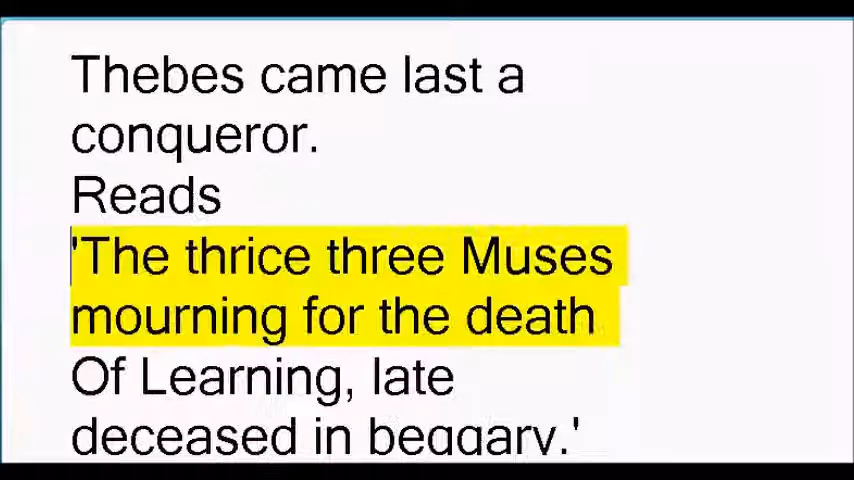 Thebes came last a
conqueror.
Reads
'The thrice three Muses
mourning for the death
Of Learning, late
deceased in beggary.'